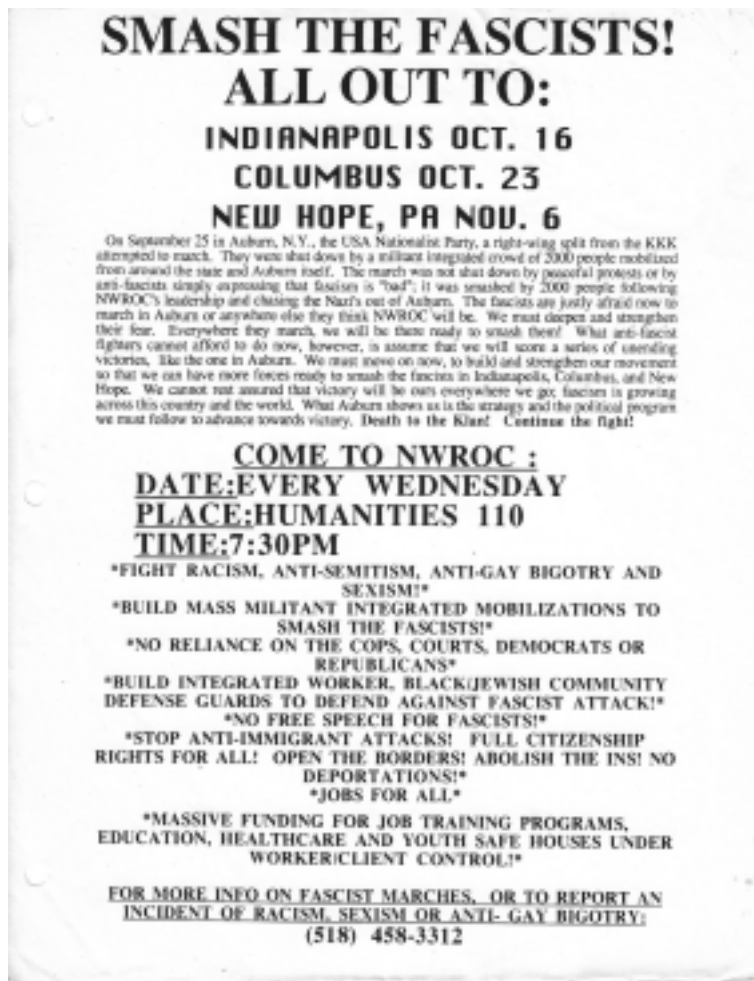 SMASH THE FASCISTS!
ALL OUT TO:
INDIANAPOLIS OCT. 16
COLUMBUS OCT. 23
NEW HOPE, PA NOV. 6
On September 25 in Auburn, N.Y., the USA Nationalist Party, a right-wing split from the KKK
attempted to march. They were shut down by a militant integrated crowd of 2000 people mobilized
from around the state and Auburn itself. The march was not shut down by peaceful protests or by
anti-fascists simply expressing that fascism is "bad"; it was smashed by 2000 people following
NWROC's leadership and chasing the Nazi's out of Auburn. The fascists are justly afraid now to
march in Auburn or anywhere else they think NWROC will be. We must deepen and strengthen
their fear. Everywhere they march, we will be there ready to smash them! What anti-fascist
fighters cannot afford to do now, however, is assume that we will score a series of unending
victories, like the one in Auburn. We must move on now, to build and strengthen our movement
so that we can have more forces ready to smash the fascists in Indianapolis, Columbus, and New
Hope. We cannot rest assured that victory will be ours everywhere we go; fascism is growing
across this country and the world. What Auburn shows us is the strategy and the political program
we must follow to advance towards victory. Death to the Klan! Continue the fight!
COME TO NWROC :
DATE:EVERY WEDNESDAY
PLACE:HUMANITIES 110
TIME:7:30PM
*FIGHT RACISM, ANTI-SEMITISM, ANTI-GAY BIGOTRY AND
SEXISM!*
*BUILD MASS MILITANT INTEGRATED MOBILIZATIONS TO
SMASH THE FASCISTS!*
*NO RELIANCE ON THE COPS, COURTS, DEMOCRATS OR
REPUBLICANS*
*BUILD INTEGRATED WORKER, BLACK/JEWISH COMMUNITY
DEFENSE GUARDS TO DEFEND AGAINST FASCIST ATTACK!*
*NO FREE SPEECH FOR FASCISTS!*
*STOP ANTI-IMMIGRANT ATTACKS! FULL CITIZENSHIP
RIGHTS FOR ALL! OPEN THE BORDERS! ABOLISH THE INS! NO
DEPORTATIONS!*
*JOBS FOR ALL*
*MASSIVE FUNDING FOR JOB TRAINING PROGRAMS,
EDUCATION, HEALTHCARE AND YOUTH SAFE HOUSES UNDER
WORKER/CLIENT CONTROL!*
FOR MORE INFO ON FASCIST MARCHES, OR TO REPORT AN
INCIDENT OF RACISM, SEXISM OR ANTI- GAY BIGOTRY:
(518) 458-3312